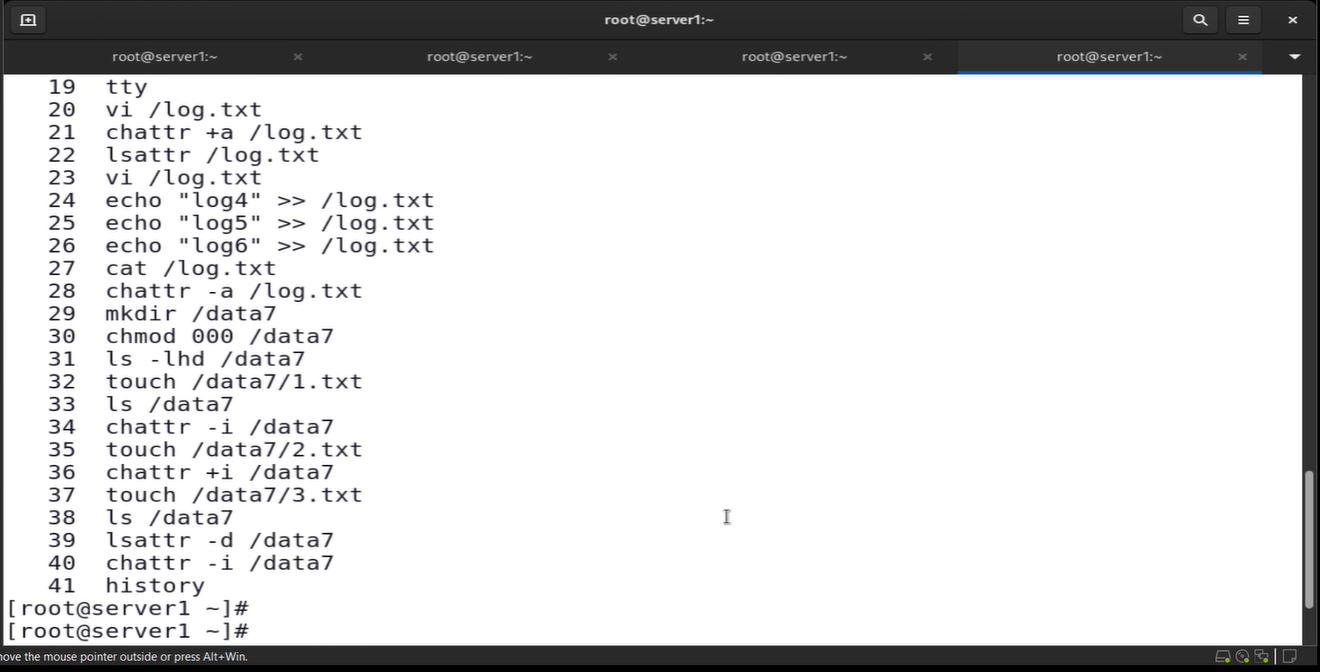 root@server1:~
root@server1:~ root@server1:~ root@server1:~ root@server1:~
19 tty
20 vi /log.txt
21 chattr +a /log.txt
22 lsattr /log.txt
23 vi /log.txt
24 echo "log4" >> /log.txt
25 echo "log5" >> /log.txt
26 echo "log6" >> /log.txt
27 cat /log.txt
28 chattr -a /log.txt
29 mkdir /data7
30 chmod 000 /data7
31 ls -lhd /data7
32 touch /data7/1.txt
33 ls /data7
34 chattr -i /data7
35 touch /data7/2.txt
36 chattr +i /data7
37 touch /data7/3.txt
38 ls /data7
39 lsattr -d /data7
40 chattr -i /data7
41 history
[root@server1 ~]#
[root@server1 ~]#
the mouse pointer outside or press Alt+Win.